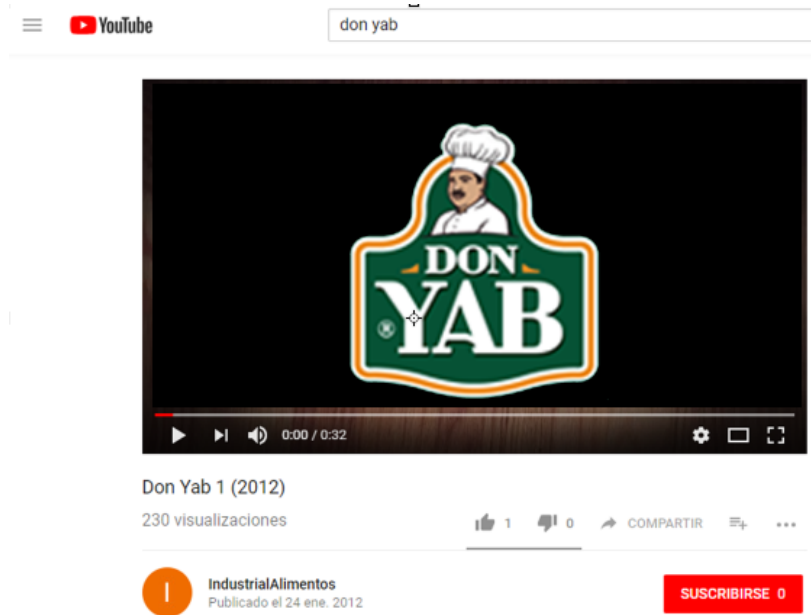 YouTube
don yab
DON
YAB
®
0:00 / 0:32
Don Yab 1 (2012)
230 visualizaciones
1
0
COMPARTIR
I
IndustrialAlimentos
Publicado el 24 ene. 2012
SUSCRIBIRSE 0